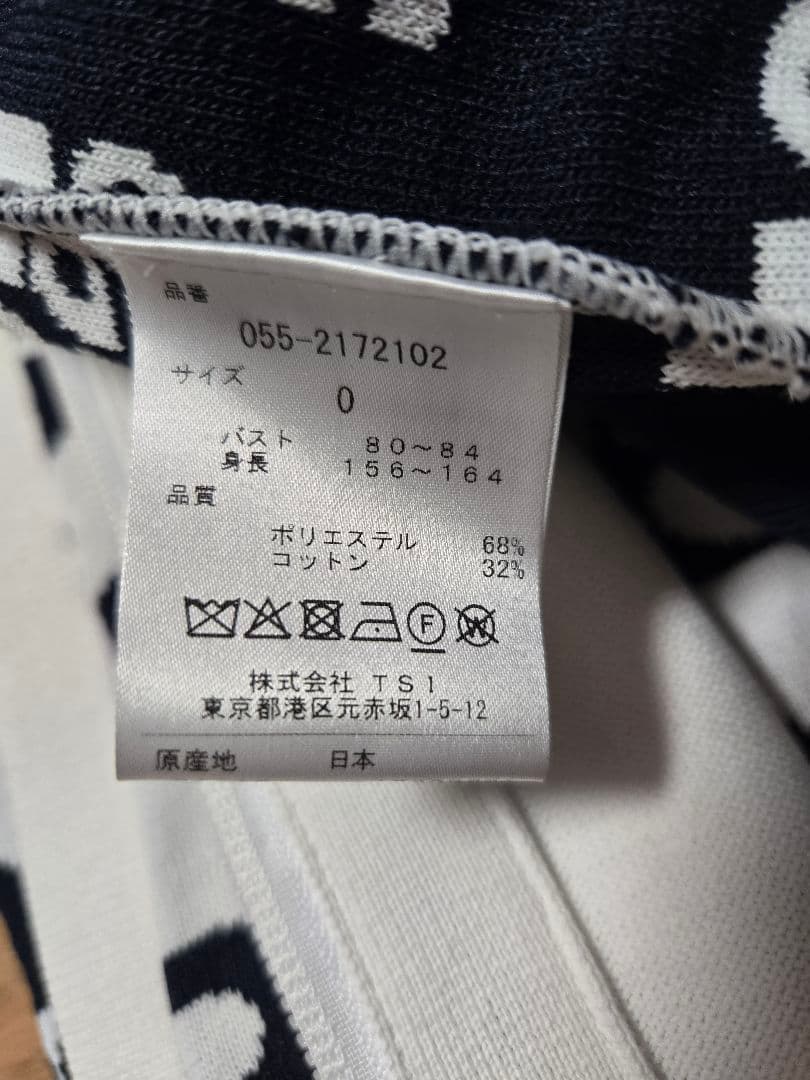 品番
055-2172102
サイズ
0
バスト 80～84
身長 156～164
品質
ポリエステル 68%
コットン 32%
F W
株式会社 TSI
東京都港区元赤坂1-5-12
原産地 日本